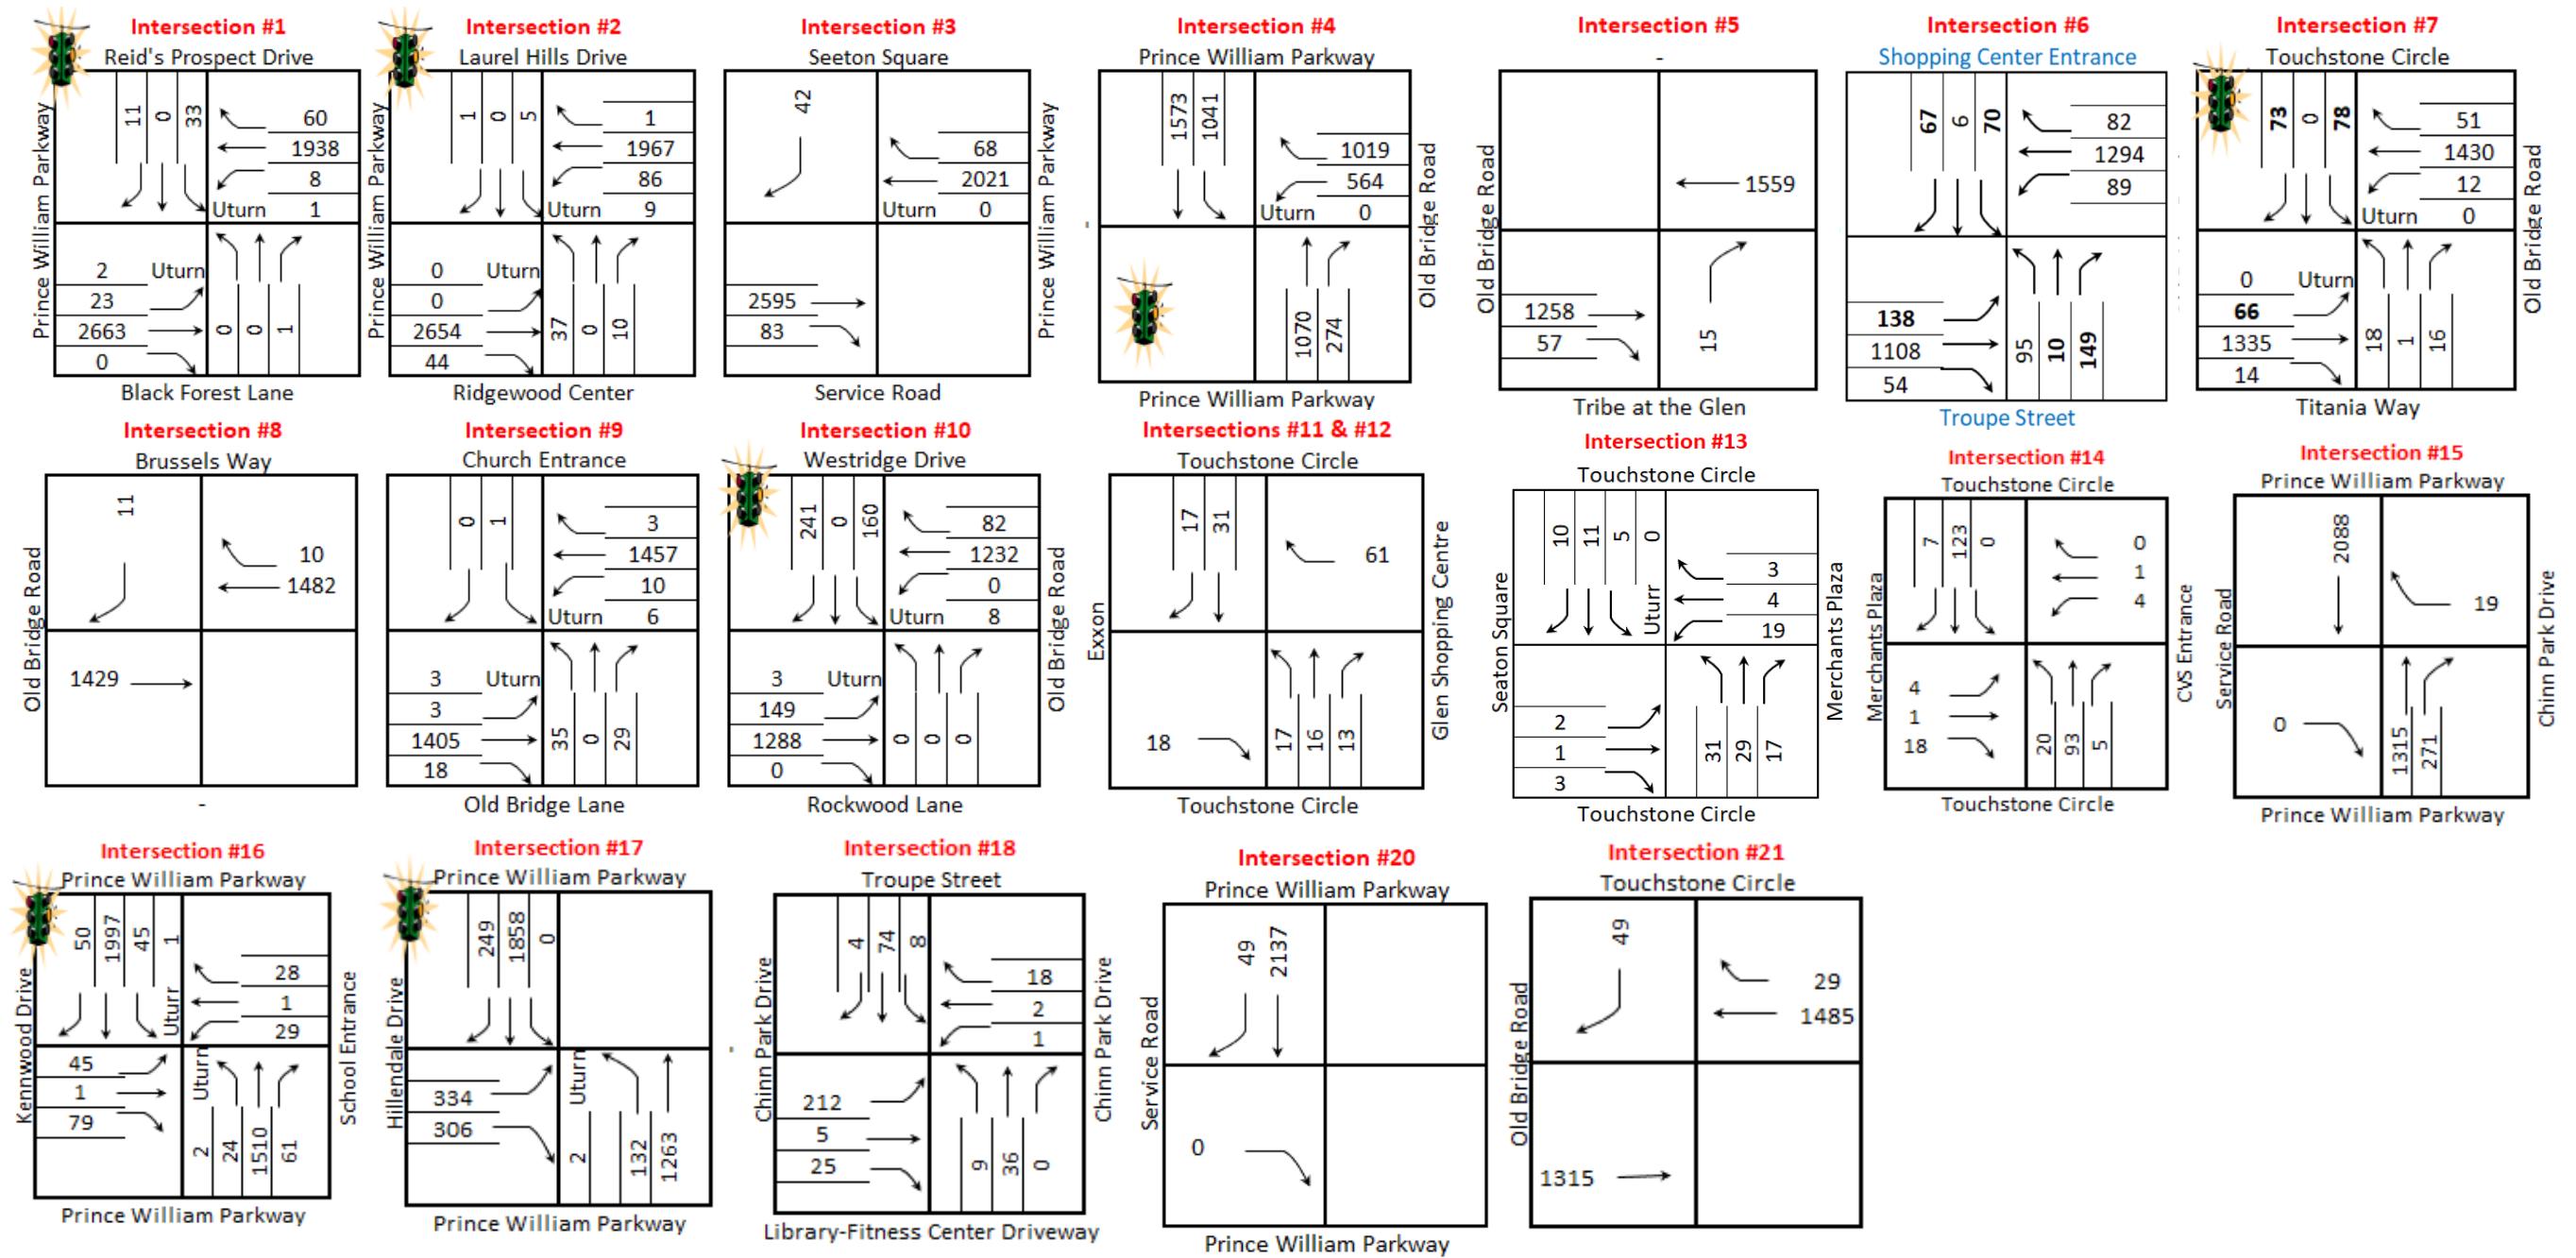 Intersection #1
Reid's Prospect Drive
Prince William Parkway
11
0
33
60
1938
8
Uturn 1
2 Uturn
23
2663
0
0
0
1
Black Forest Lane
Intersection #2
Laurel Hills Drive
Prince William Parkway
1
0
5
1
1967
86
Uturn 9
0 Uturn
0
2654
44
37
0
10
Ridgewood Center
Intersection #3
Seeton Square
42
68
2021
Uturn 0
2595
83
Prince William Parkway
Service Road
Intersection #4
Prince William Parkway
1573
1041
1019
564
Uturn 0
1070
274
Old Bridge Road
Prince William Parkway
Intersection #5
-
Old Bridge Road
1559
1258
57
15
Tribe at the Glen
Intersection #6
Shopping Center Entrance
67
6
70
82
1294
89
138
1108
54
95
10
149
Troupe Street
Intersection #7
Touchstone Circle
73
0
78
51
1430
12
Uturn 0
0 Uturn
66
1335
14
18
1
16
Old Bridge Road
Titania Way
Intersection #8
Brussels Way
Old Bridge Road
11
10
1482
1429
-
Intersection #9
Church Entrance
0
1
3
1457
10
Uturn 6
3 Uturn
3
1405
18
35
0
29
Old Bridge Lane
Intersection #10
Westridge Drive
241
0
160
82
1232
0
Uturn 8
3 Uturn
149
1288
0
0
0
0
Old Bridge Road
Rockwood Lane
Intersections #11 & #12
Touchstone Circle
Exxon
17
31
61
18
17
16
13
Glen Shopping Centre
Touchstone Circle
Intersection #13
Touchstone Circle
Seaton Square
10
11
5
0
Uturr
3
4
19
2
1
3
31
29
17
Merchants Plaza
Touchstone Circle
Intersection #14
Touchstone Circle
Merchants Plaza
7
123
0
0
1
4
4
1
18
20
93
5
CVS Entrance
Touchstone Circle
Intersection #15
Prince William Parkway
Service Road
2088
19
0
1315
271
Chinn Park Drive
Prince William Parkway
Intersection #16
Prince William Parkway
Kennwood Drive
50
1997
45
1
Uturr
28
1
29
45
1
79
Uturn
2
24
1510
61
School Entrance
Prince William Parkway
Intersection #17
Prince William Parkway
Hillendale Drive
249
1858
0
334
306
Uturn
2
132
1263
Prince William Parkway
Intersection #18
Troupe Street
Chinn Park Drive
4
74
8
18
2
1
212
5
25
9
36
0
Chinn Park Drive
Library-Fitness Center Driveway
Intersection #20
Prince William Parkway
Service Road
49
2137
0
Prince William Parkway
Intersection #21
Touchstone Circle
Old Bridge Road
49
29
1485
1315